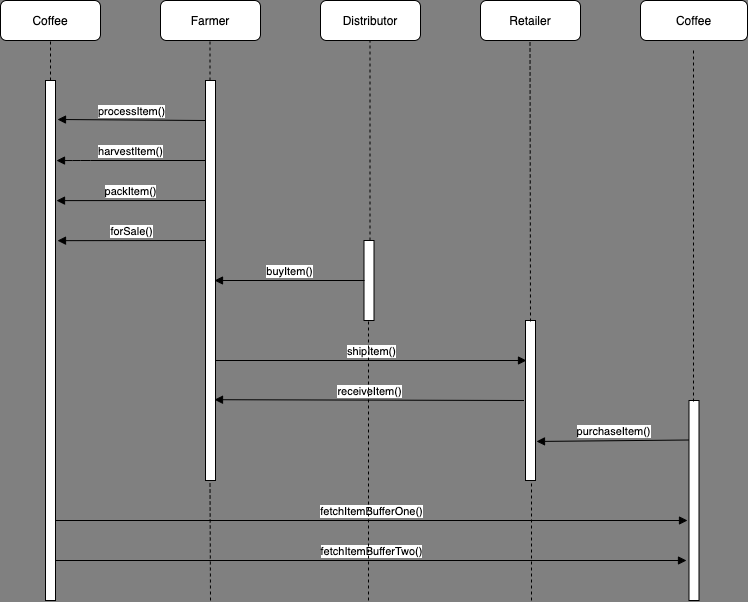 Coffee
Farmer
Distributor
Retailer
Coffee
processItem()
harvestItem()
packItem()
forSale()
buyItem()
shipItem()
receiveItem()
purchaseItem()
fetchItemBufferOne()
fetchItemBufferTwo()